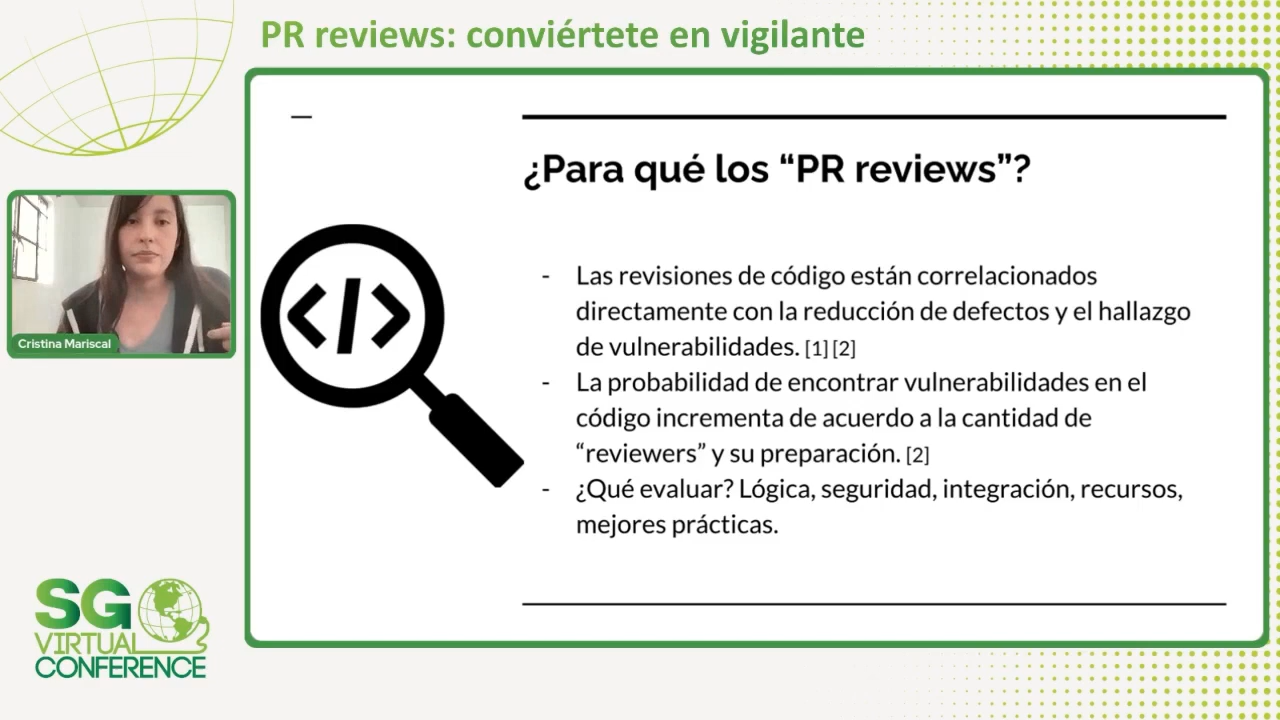 PR reviews: conviértete en vigilante
¿Para qué los “PR reviews”?
</>
- Las revisiones de código están correlacionados
directamente con la reducción de defectos y el hallazgo
de vulnerabilidades. [1] [2]
- La probabilidad de encontrar vulnerabilidades en el
código incrementa de acuerdo a la cantidad de
“reviewers” y su preparación. [2]
- ¿Qué evaluar? Lógica, seguridad, integración, recursos,
mejores prácticas.
Cristina Mariscal
SG
VIRTUAL
CONFERENCE